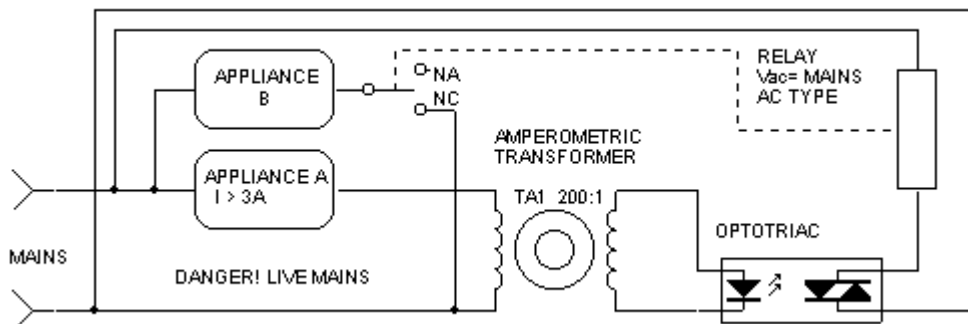 APPLIANCE
B
NA
NC
RELAY
Vac= MAINS
AC TYPE
AMPEROMETRIC
TRANSFORMER
APPLIANCE A
I > 3A
TA1 200:1
OPTOTRIAC
MAINS
DANGER! LIVE MAINS